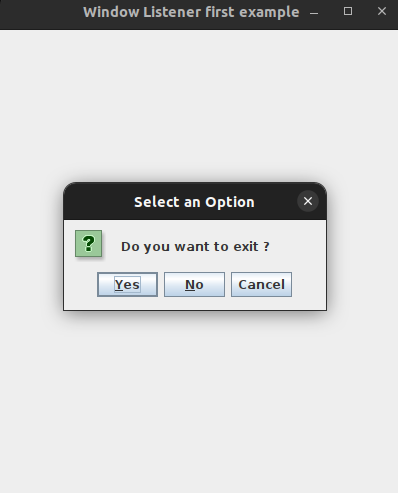 Window Listener first example
Select an Option
?
Do you want to exit ?
Yes No Cancel